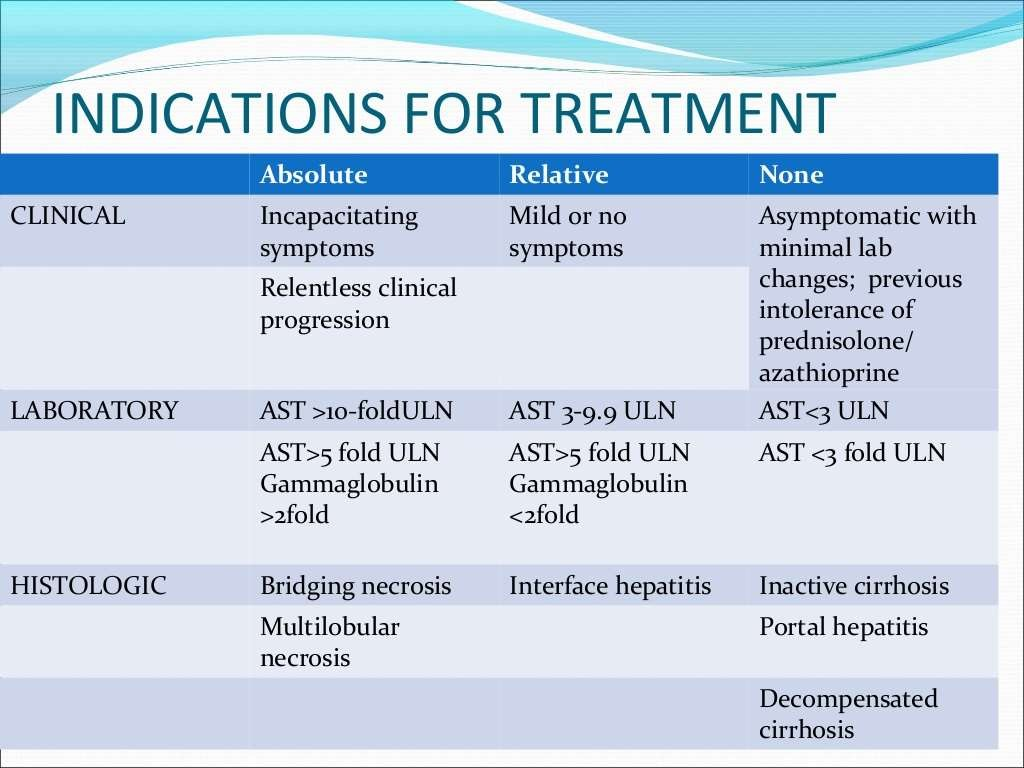 INDICATIONS FOR TREATMENT
Absolute
Relative
None
CLINICAL
Incapacitating
symptoms
Mild or no
symptoms
Asymptomatic with
minimal lab
changes;  previous
intolerance of
prednisolone/
azathioprine
Relentless clinical
progression
LABORATORY
AST >10-foldULN
AST 3-9.9 ULN
AST<3 ULN
AST>5 fold ULN
Gammaglobulin
>2fold
AST>5 fold ULN
Gammaglobulin
<2fold
AST <3 fold ULN
HISTOLOGIC
Bridging necrosis
Interface hepatitis
Inactive cirrhosis
Multilobular
necrosis
Portal hepatitis
Decompensated
cirrhosis